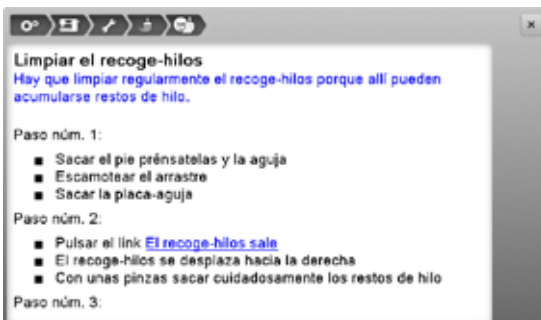 Limpiar el recoge-hilos
Hay que limpiar regularmente el recoge-hilos porque allí pueden
acumularse restos de hilo.
Paso núm. 1:
■ Sacar el pie prénsatelas y la aguja
■ Escamotear el arrastre
■ Sacar la placa-aguja
Paso núm. 2:
■ Pulsar el link El recoge-hilos sale
■ El recoge-hilos se desplaza hacia la derecha
■ Con unas pinzas sacar cuidadosamente los restos de hilo
Paso núm. 3: